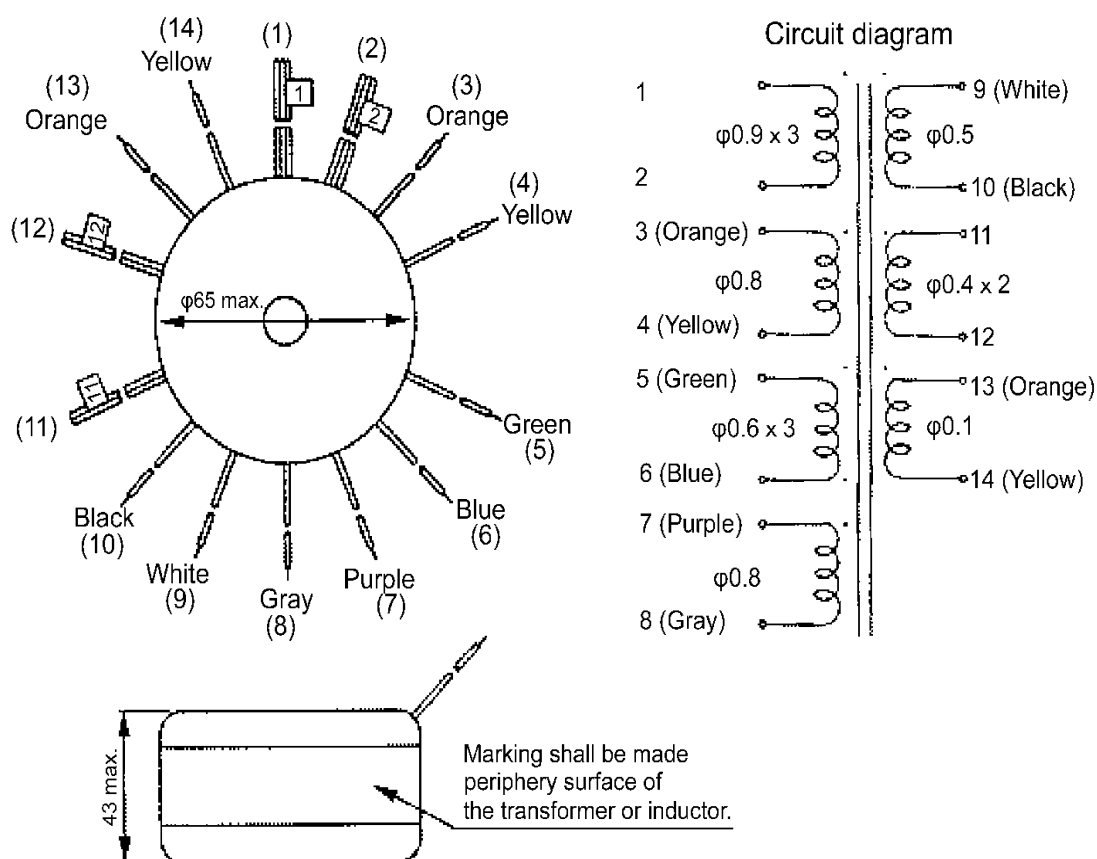 (14)
Yellow
(1)
(2)
(13)
Orange
(3)
Orange
1
2
(4)
Yellow
(12)
12
φ65 max.
11
(11)
Green
(5)
Black
(10)
Blue
(6)
White
(9)
Gray
(8)
Purple
(7)
Circuit diagram
1
φ0.9 x 3
2
9 (White)
φ0.5
10 (Black)
3 (Orange)
φ0.8
4 (Yellow)
11
φ0.4 x 2
12
5 (Green)
φ0.6 x 3
6 (Blue)
13 (Orange)
φ0.1
14 (Yellow)
7 (Purple)
φ0.8
8 (Gray)
43 max.
Marking shall be made
periphery surface of
the transformer or inductor.